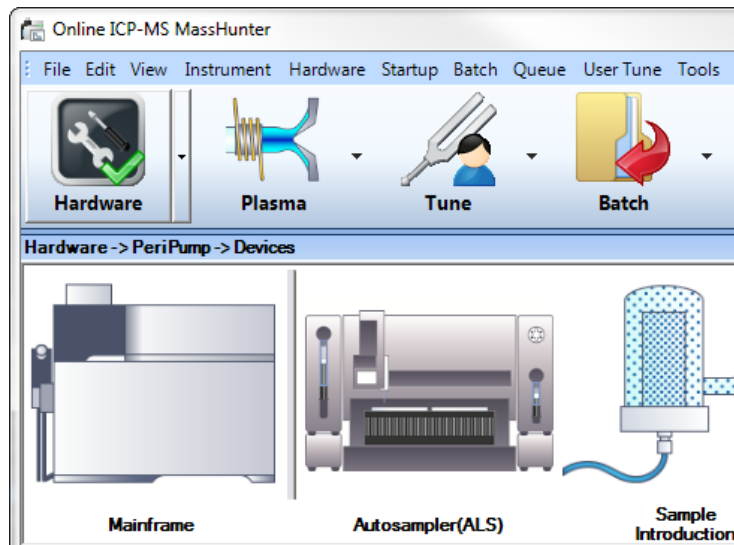 Online ICP-MS MassHunter
File Edit View Instrument Hardware Startup Batch Queue User Tune Tools
Hardware Plasma Tune Batch
Hardware -> PeriPump -> Devices
Mainframe Autosampler(ALS) Sample
Introduction